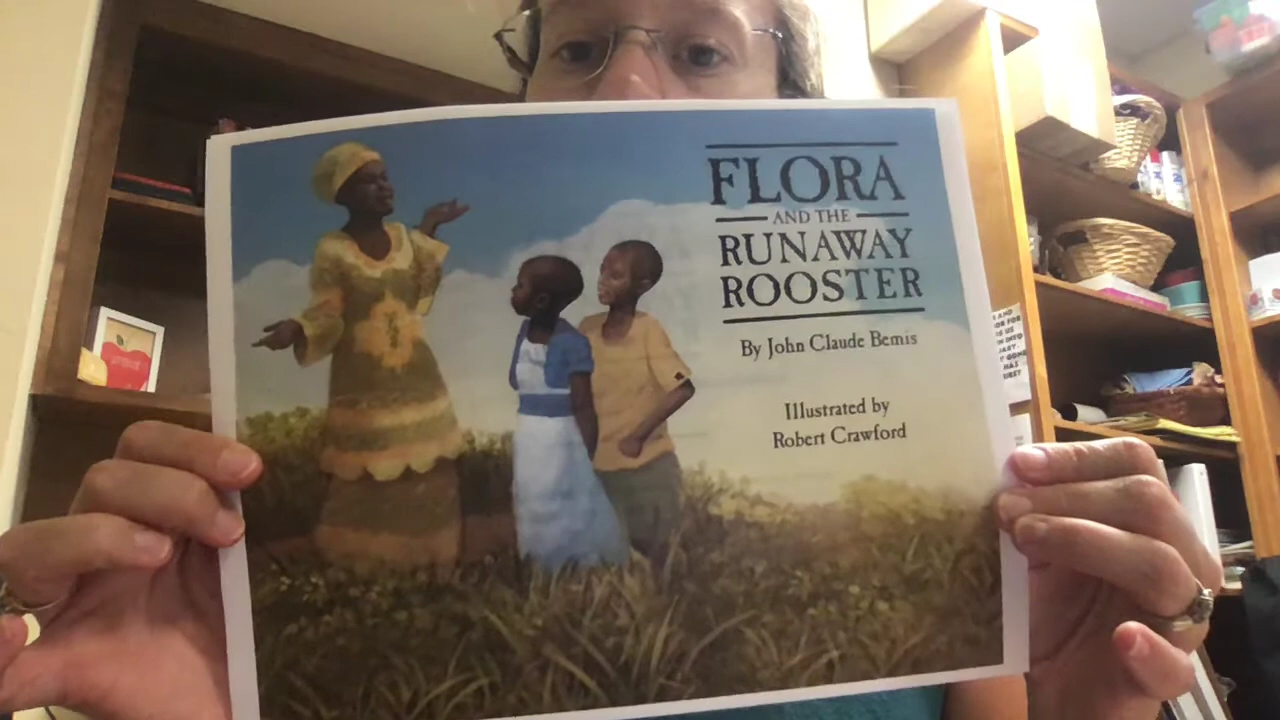 FLORA
AND THE
RUNAWAY
ROOSTER
By John Claude Bemis
Illustrated by
Robert Crawford